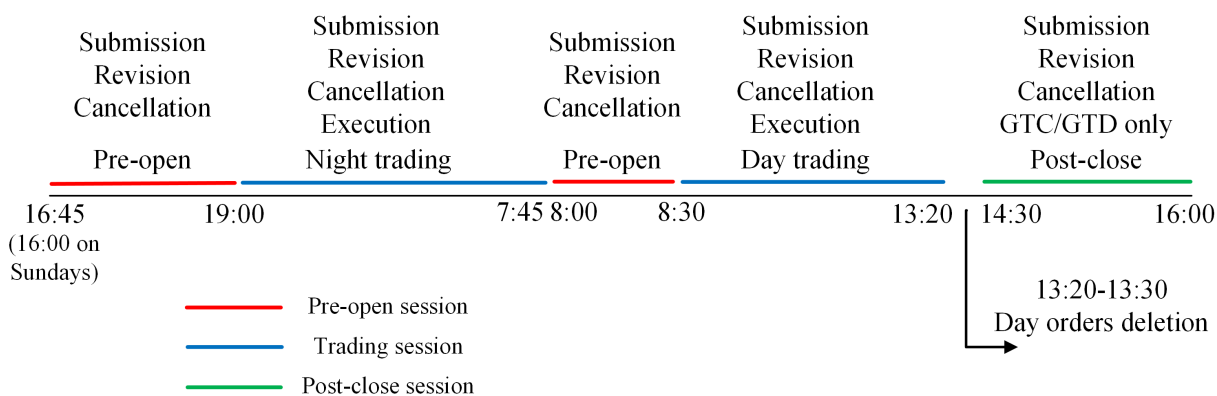 Submission
Revision
Cancellation
Pre-open
Submission
Revision
Cancellation
Execution
Night trading
Submission
Revision
Cancellation
Pre-open
Submission
Revision
Cancellation
Execution
Day trading
Submission
Revision
Cancellation
GTC/GTD only
Post-close
16:45
(16:00 on
Sundays)
19:00
7:45
8:00
8:30
13:20
14:30
16:00
13:20-13:30
Day orders deletion
Pre-open session
Trading session
Post-close session